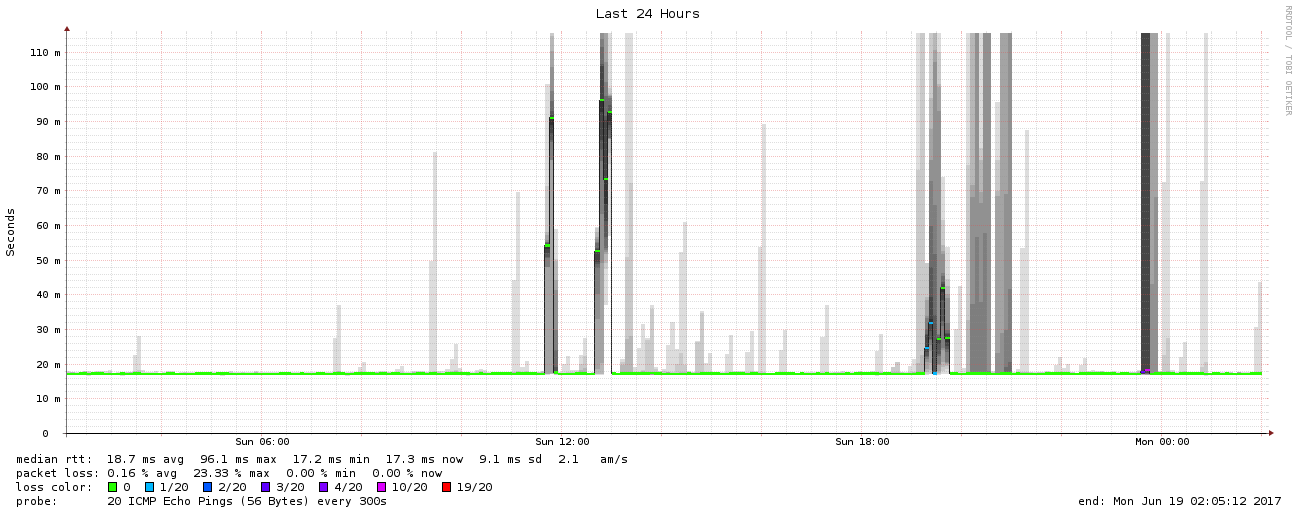 Last 24 Hours
RRDTOOL / TOBI OETIKER
Seconds
110 m
100 m
90 m
80 m
70 m
60 m
50 m
40 m
30 m
20 m
10 m
0
Sun 06:00 Sun 12:00 Sun 18:00 Mon 00:00
median rtt: 18.7 ms avg 96.1 ms max 17.2 ms min 17.3 ms now 9.1 ms sd 2.1 am/s
packet loss: 0.16 % avg 23.33 % max 0.00 % min 0.00 % now
loss color: 0 1/20 2/20 3/20 4/20 10/20 19/20
probe: 20 ICMP Echo Pings (56 Bytes) every 300s end: Mon Jun 19 02:05:12 2017